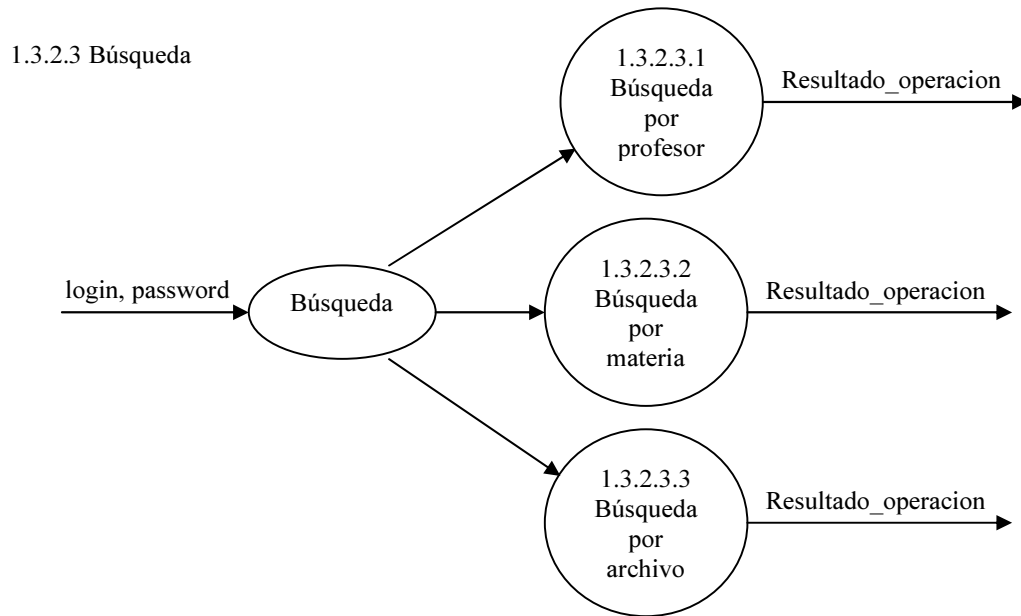 1.3.2.3 Búsqueda
1.3.2.3.1
Búsqueda
por
profesor
Resultado_operacion
login, password
Búsqueda
1.3.2.3.2
Búsqueda
por
materia
Resultado_operacion
1.3.2.3.3
Búsqueda
por
archivo
Resultado_operacion